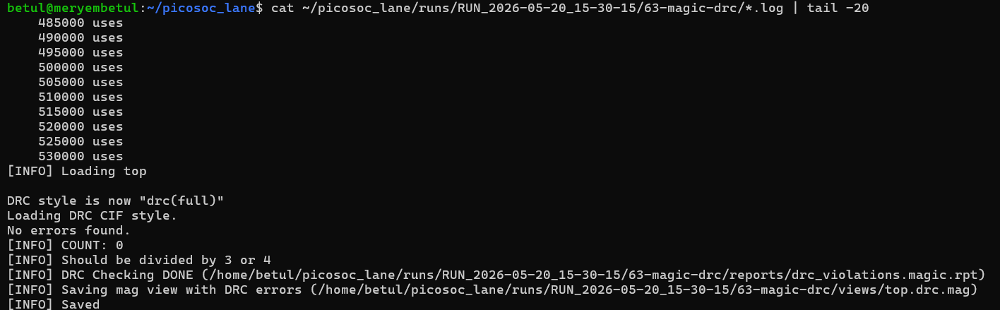 betul@meryembetul:~/picosoc_lane$ cat ~/picosoc_lane/runs/RUN_2026-05-20_15-30-15/63-magic-drc/*.log | tail -20
    485000 uses
    490000 uses
    495000 uses
    500000 uses
    505000 uses
    510000 uses
    515000 uses
    520000 uses
    525000 uses
    530000 uses
[INFO] Loading top

DRC style is now "drc(full)"
Loading DRC CIF style.
No errors found.
[INFO] COUNT: 0
[INFO] Should be divided by 3 or 4
[INFO] DRC Checking DONE (/home/betul/picosoc_lane/runs/RUN_2026-05-20_15-30-15/63-magic-drc/reports/drc_violations.magic.rpt)
[INFO] Saving mag view with DRC errors (/home/betul/picosoc_lane/runs/RUN_2026-05-20_15-30-15/63-magic-drc/views/top.drc.mag)
[INFO] Saved